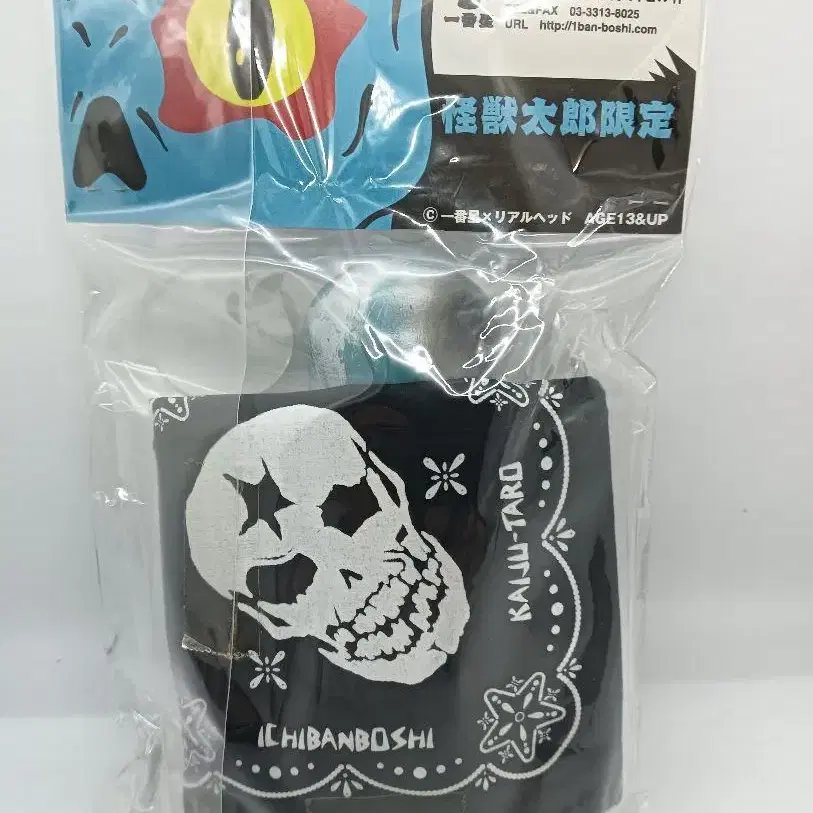 FAX 03-3313-8025
一番星 URL http://1ban-boshi.com
怪獣太郎限定
© 一番星×リアルヘッド AGE13&UP
KAIJU-TARO
ICHIBANBOSHI